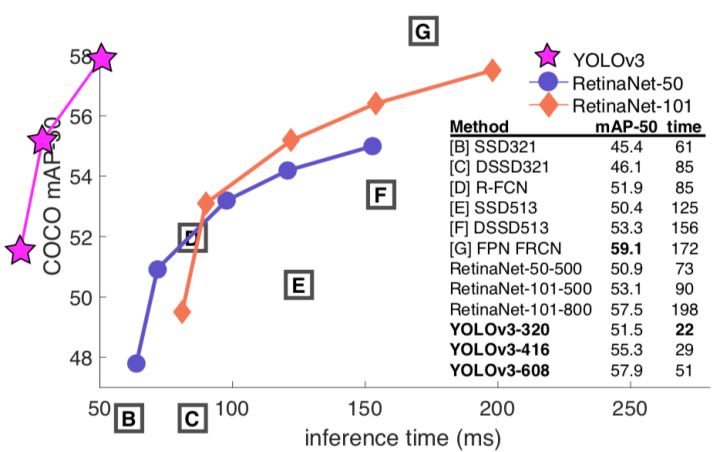 G
58
56
54
52
50
48
COCO mAP-50
D
E
F
B
C
50 100 150 200 250
inference time (ms)
YOLOv3
RetinaNet-50
RetinaNet-101
Method mAP-50 time
[B] SSD321 45.4 61
[C] DSSD321 46.1 85
[D] R-FCN 51.9 85
[E] SSD513 50.4 125
[F] DSSD513 53.3 156
[G] FPN FRCN 59.1 172
RetinaNet-50-500 50.9 73
RetinaNet-101-500 53.1 90
RetinaNet-101-800 57.5 198
YOLOv3-320 51.5 22
YOLOv3-416 55.3 29
YOLOv3-608 57.9 51